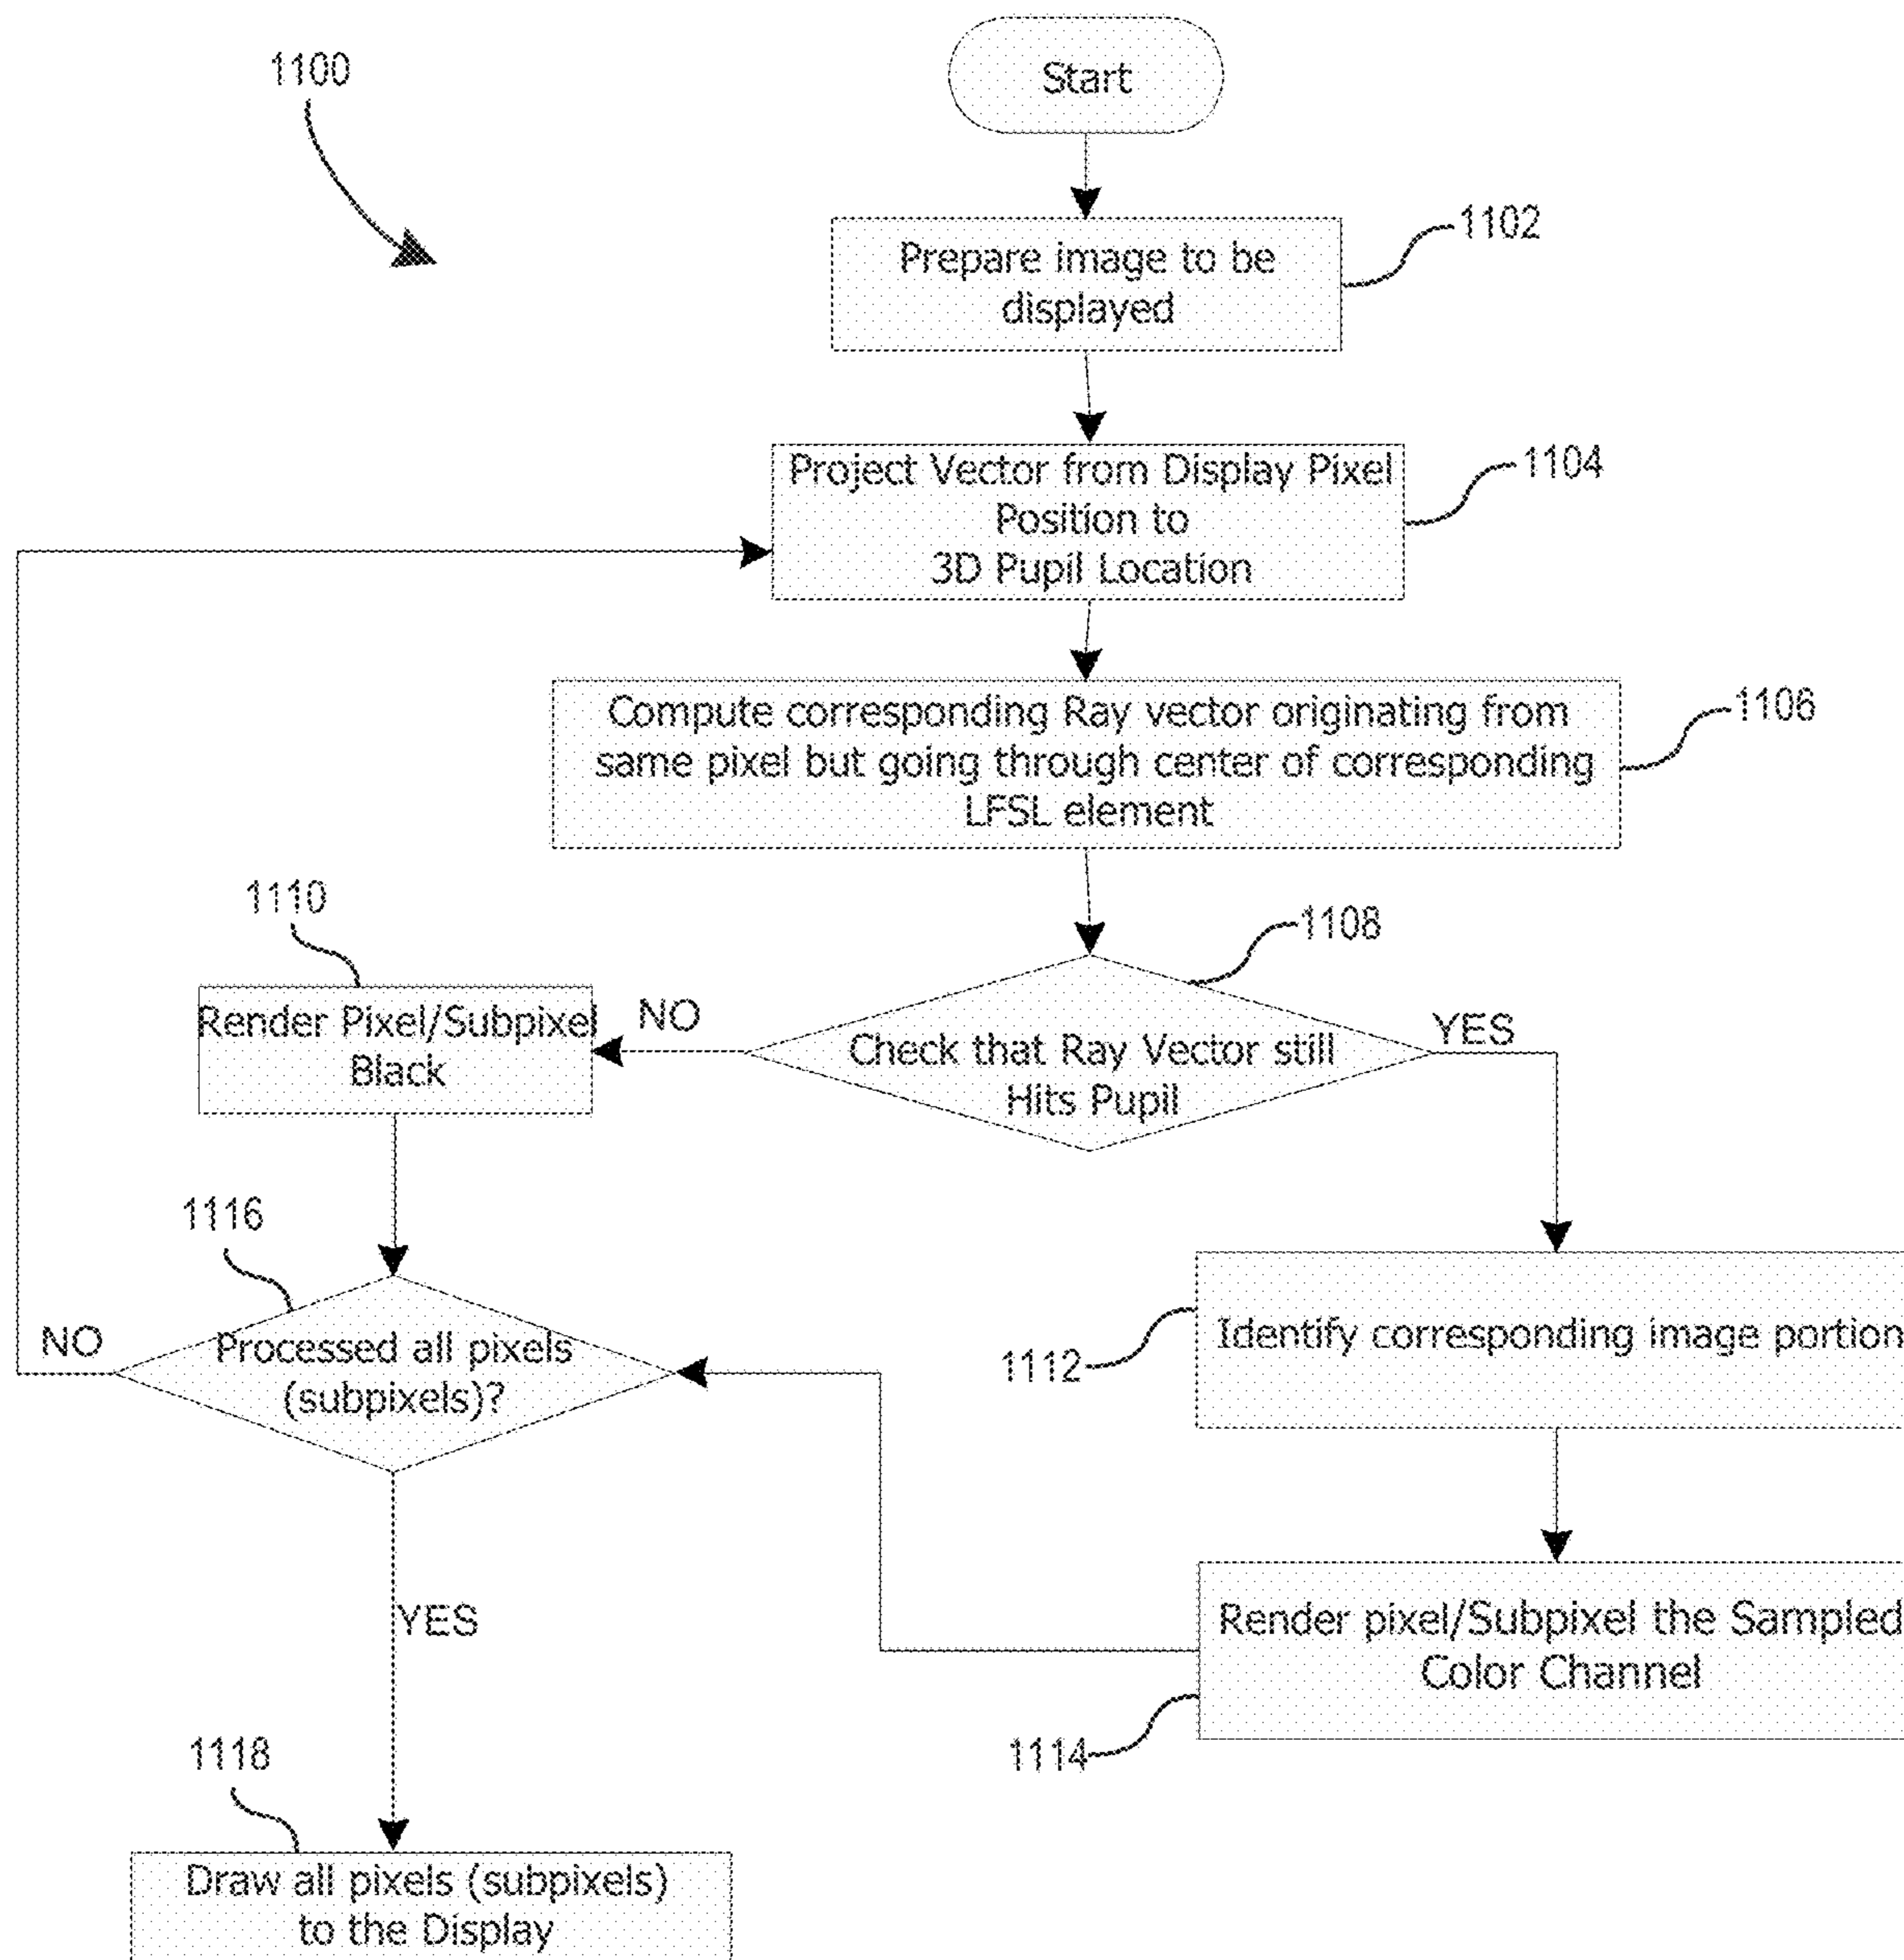 1100
Start
1102
Prepare image to be
displayed
1104
Project Vector from Display Pixel
Position to
3D Pupil Location
1106
Compute corresponding Ray vector originating from
same pixel but going through center of corresponding
LFSL element
1108
Check that Ray Vector still
Hits Pupil
NO
YES
1110
Render Pixel/Subpixel
Black
1116
Processed all pixels
(subpixels)?
NO
YES
1112
Identify corresponding image portion
1114
Render pixel/Subpixel the Sampled
Color Channel
1118
Draw all pixels (subpixels)
to the Display